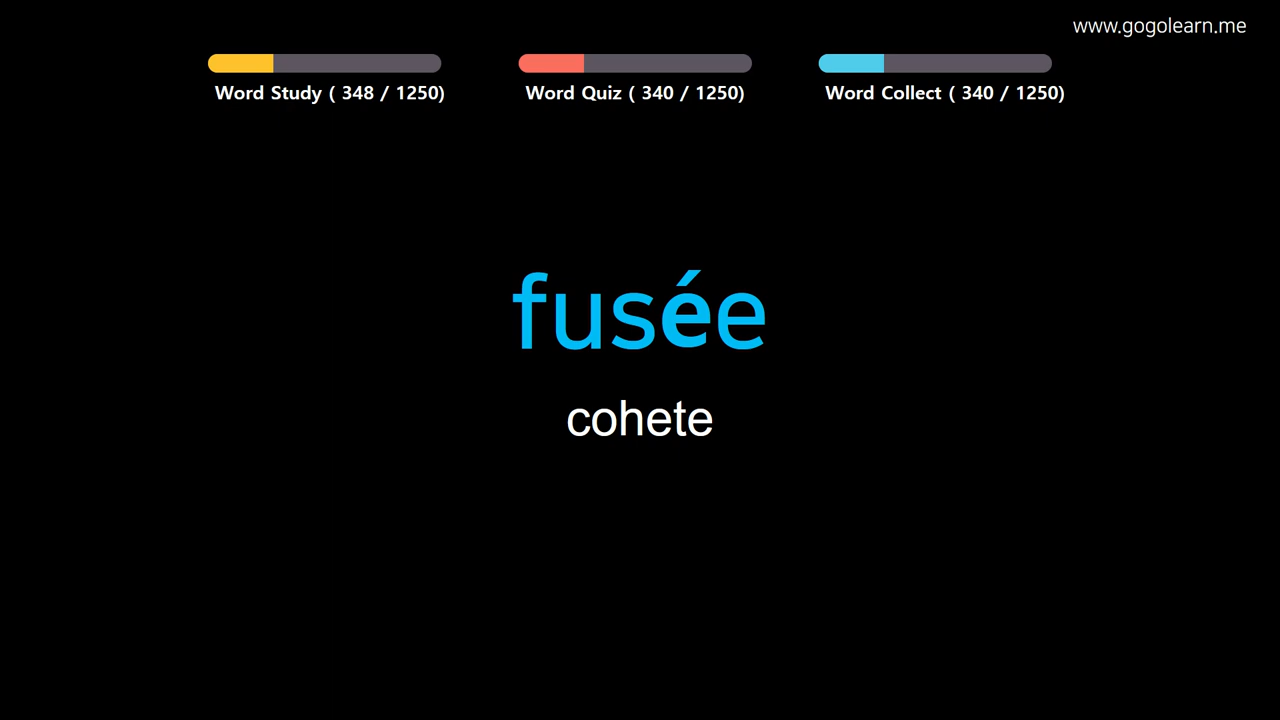 www.gogolearn.me
Word Study ( 348 / 1250)
Word Quiz ( 340 / 1250)
Word Collect ( 340 / 1250)
fusée
cohete